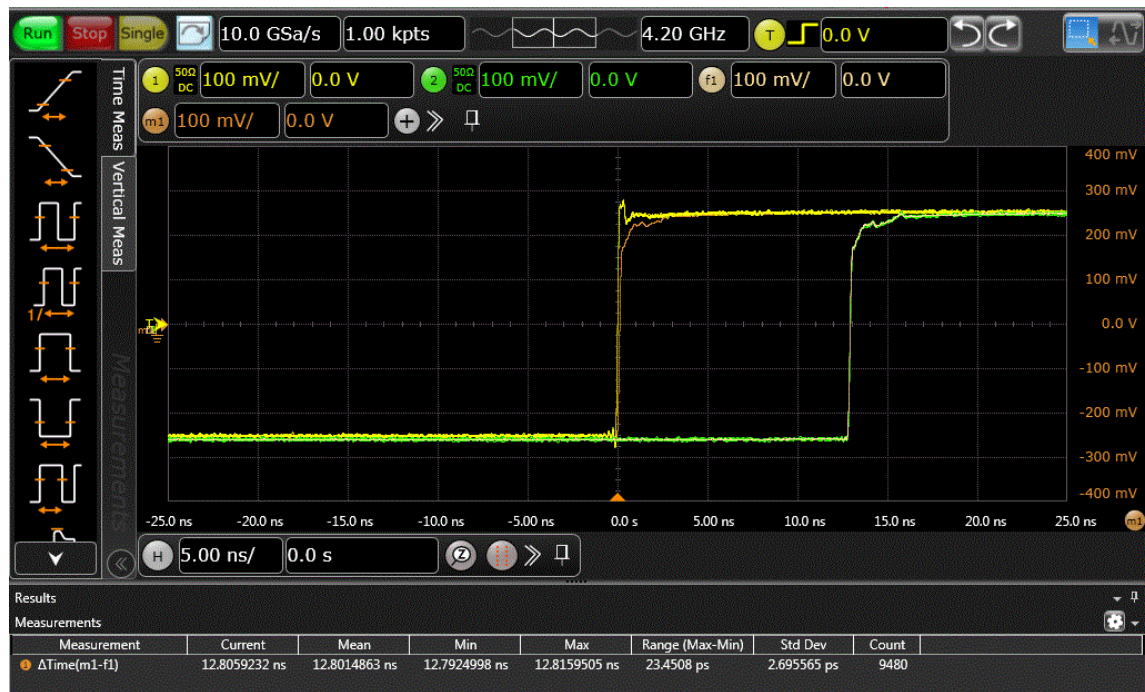 Run Stop Single 10.0 GSa/s 1.00 kpts 4.20 GHz T 0.0 V
1 50Ω DC 100 mV/ 0.0 V 2 50Ω DC 100 mV/ 0.0 V f1 100 mV/ 0.0 V
m1 100 mV/ 0.0 V
Time Meas
Vertical Meas
Measurements
1/
400 mV
300 mV
200 mV
100 mV
0.0 V
-100 mV
-200 mV
-300 mV
-400 mV
-25.0 ns -20.0 ns -15.0 ns -10.0 ns -5.00 ns 0.0 s 5.00 ns 10.0 ns 15.0 ns 20.0 ns 25.0 ns m1
H 5.00 ns/ 0.0 s Z
Results
Measurements
Measurement Current Mean Min Max Range (Max-Min) Std Dev Count
1 ΔTime(m1-f1) 12.8059232 ns 12.8014863 ns 12.7924998 ns 12.8159505 ns 23.4508 ps 2.695565 ps 9480